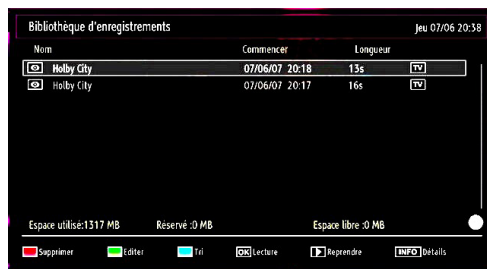 Bibliothèque d'enregistrements Jeu 07/06 20:38
Nom Commencer Longueur
Holby City 07/06/07 20:18 13s TV
Holby City 07/06/07 20:17 16s TV
Espace utilisé:1317 MB Réservé :0 MB Espace libre :0 MB
Supprimer Editer Tri OK Lecture Reprendre INFO Détails